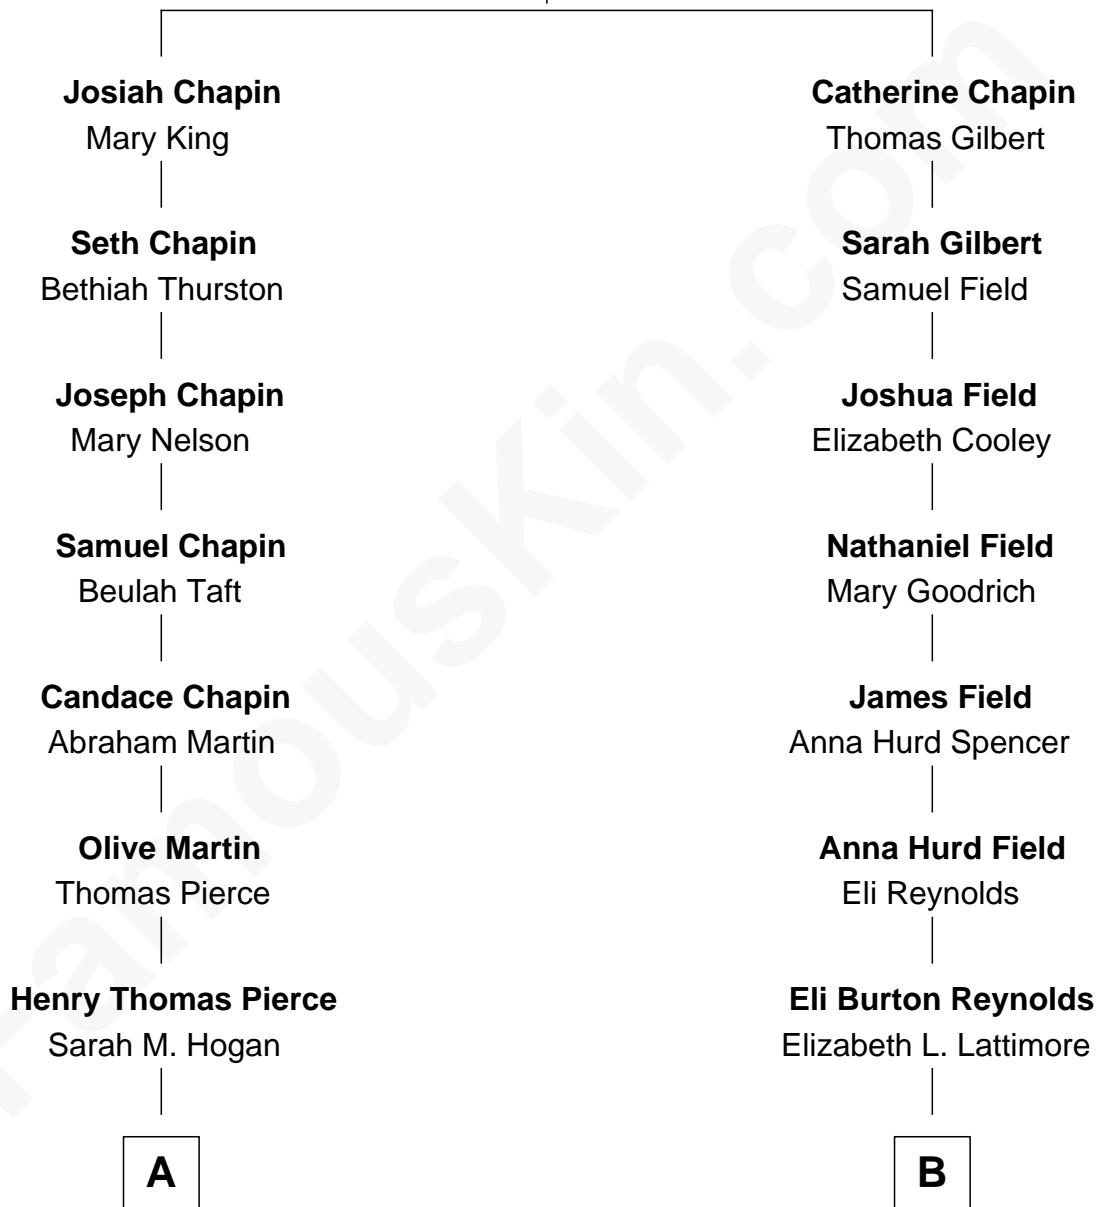 Josiah Chapin
Mary King
Seth Chapin
Bethiah Thurston
Joseph Chapin
Mary Nelson
Samuel Chapin
Beulah Taft
Candace Chapin
Abraham Martin
Olive Martin
Thomas Pierce
Henry Thomas Pierce
Sarah M. Hogan
A
Catherine Chapin
Thomas Gilbert
Sarah Gilbert
Samuel Field
Joshua Field
Elizabeth Cooley
Nathaniel Field
Mary Goodrich
James Field
Anna Hurd Spencer
Anna Hurd Field
Eli Reynolds
Eli Burton Reynolds
Elizabeth L. Lattimore
B
FamousKin.com